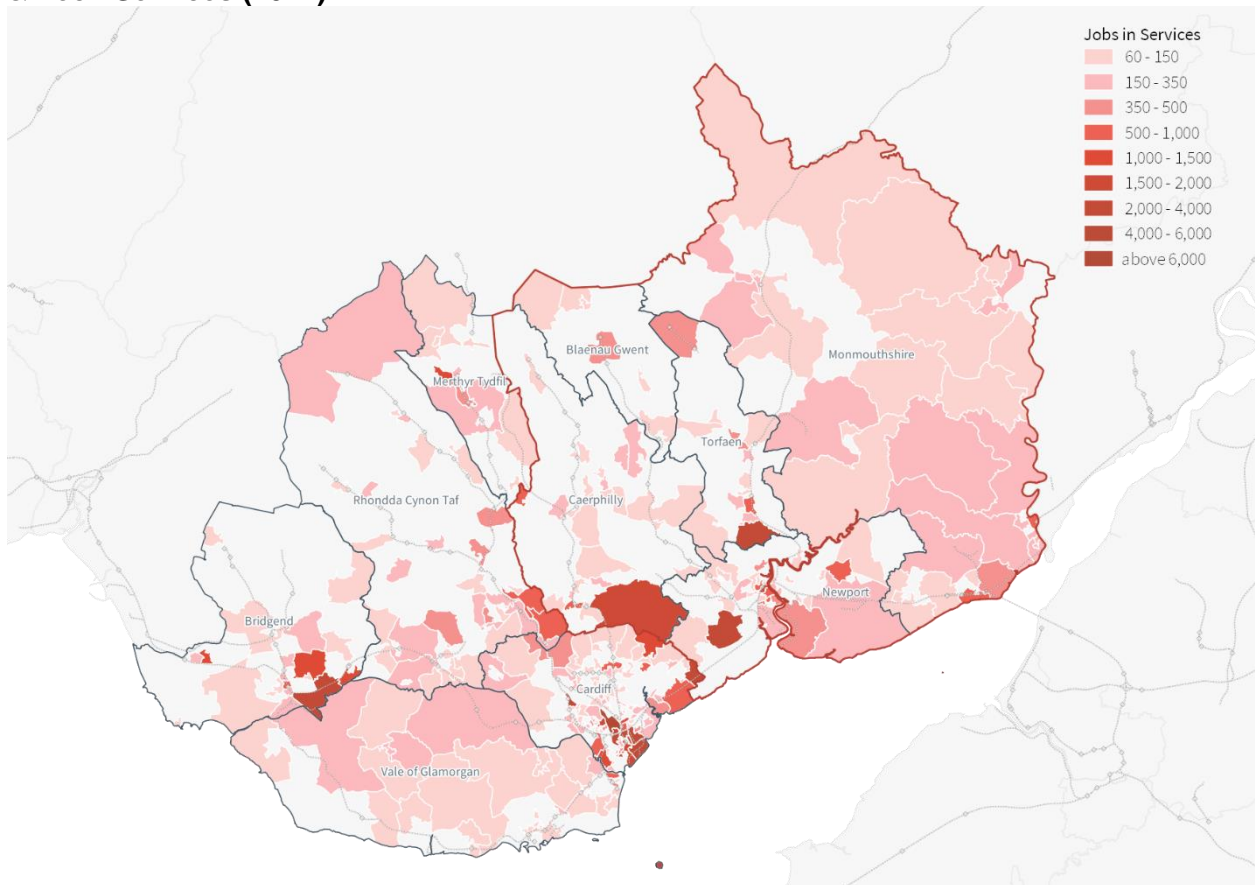 Jobs in Services
60 - 150
150 - 350
350 - 500
500 - 1,000
1,000 - 1,500
1,500 - 2,000
2,000 - 4,000
4,000 - 6,000
above 6,000
Blaenau Gwent
Monmouthshire
Merthyr Tydfil
Torfaen
Rhondda Cynon Taf
Caerphilly
Newport
Bridgend
Cardiff
Vale of Glamorgan